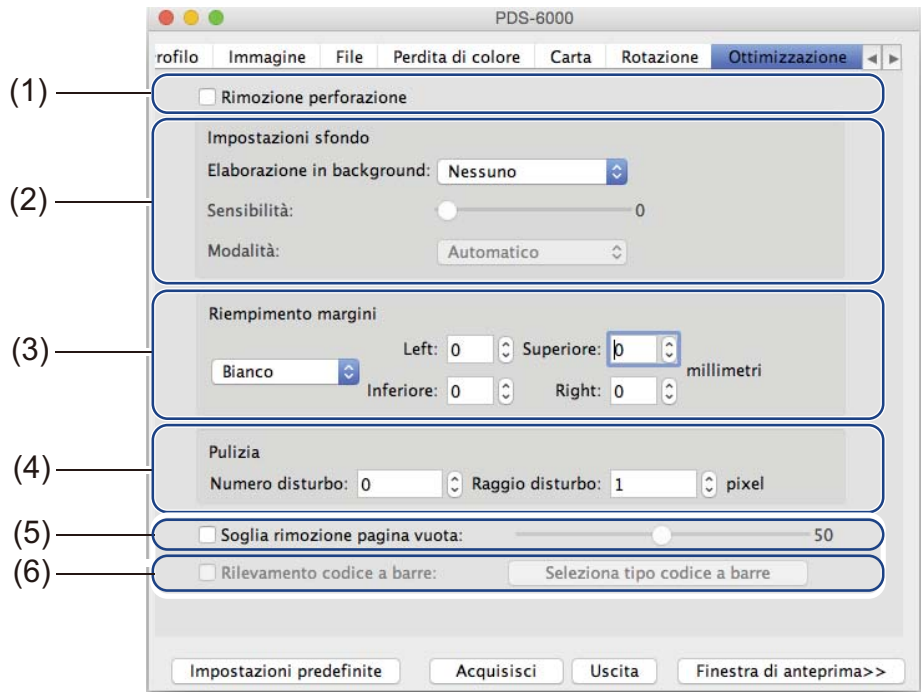 PDS-6000
rofilo Immagine File Perdita di colore Carta Rotazione Ottimizzazione
(1) Rimozione perforazione
Impostazioni sfondo
Elaborazione in background: Nessuno
(2) Sensibilità: 0
Modalità: Automatico
Riempimento margini
(3) Left: 0 Superiore: 0
Bianco millimetri
Inferiore: 0 Right: 0
Pulizia
(4) Numero disturbo: 0 Raggio disturbo: 1 pixel
(5) Soglia rimozione pagina vuota: 50
(6) Rilevamento codice a barre: Seleziona tipo codice a barre
Impostazioni predefinite Acquisisci Uscita Finestra di anteprima>>